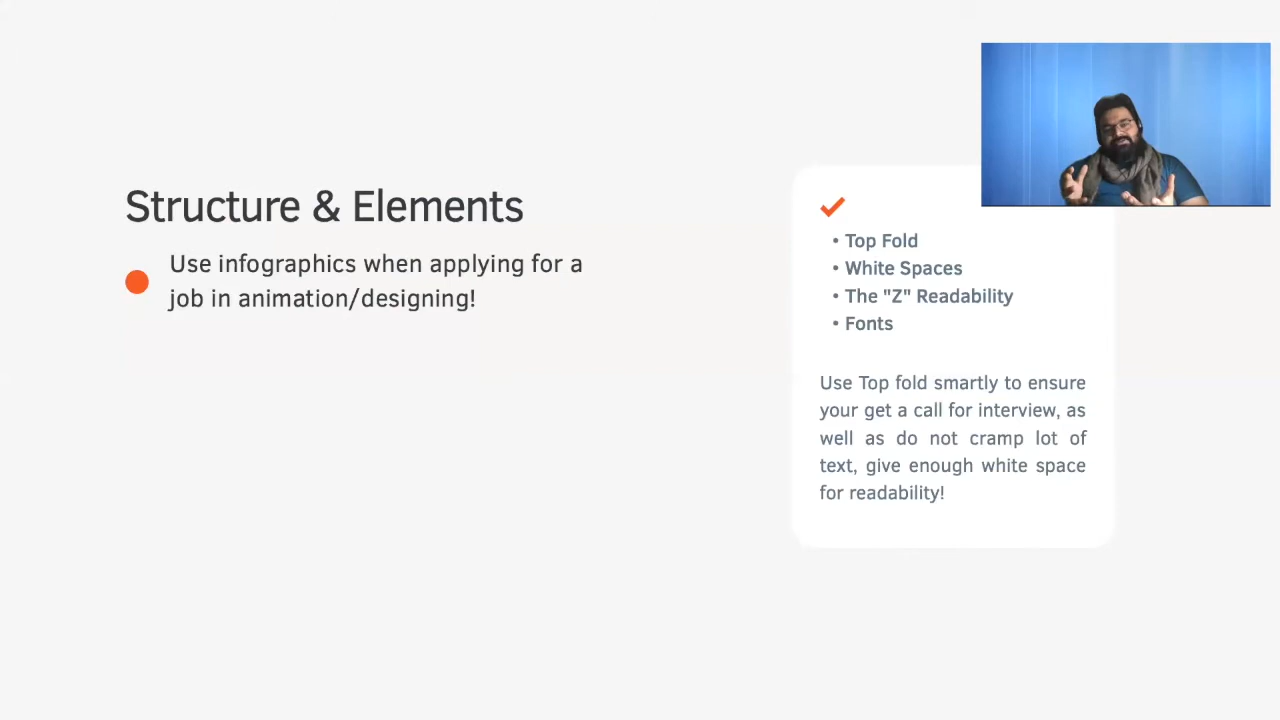 Structure & Elements
Use infographics when applying for a
job in animation/designing!
• Top Fold
• White Spaces
• The "Z" Readability
• Fonts
Use Top fold smartly to ensure
your get a call for interview, as
well as do not cramp lot of
text, give enough white space
for readability!